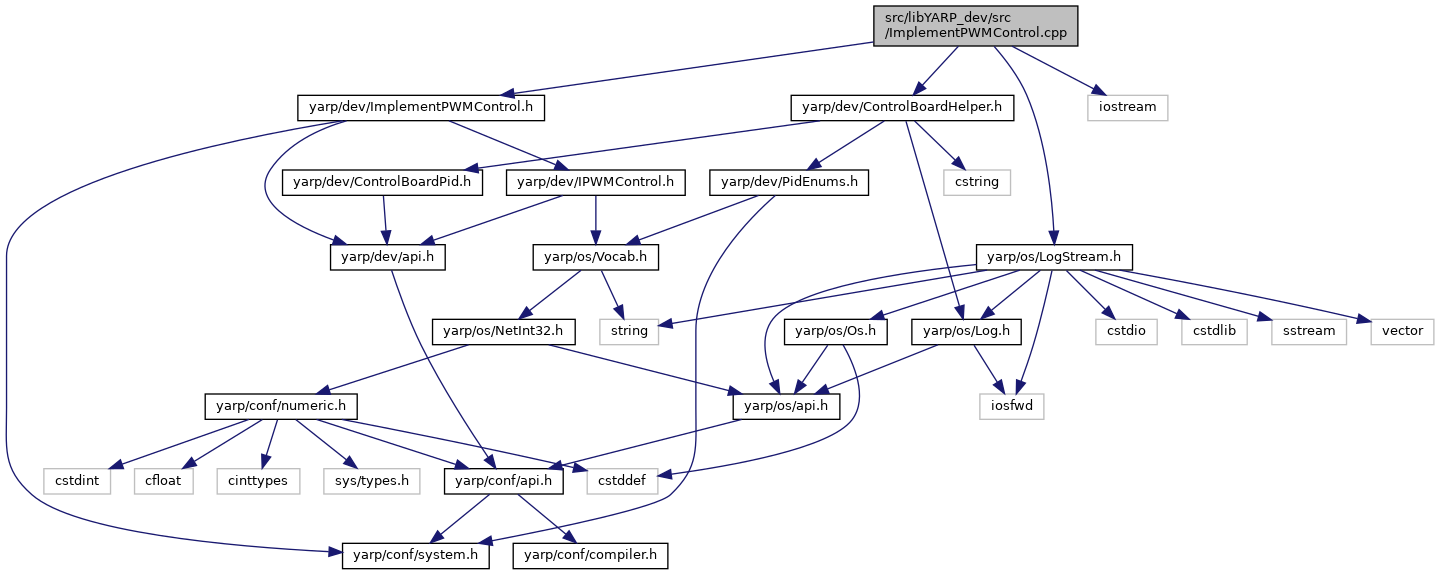 src/libYARP_dev/src
/ImplementPWMControl.cpp
yarp/dev/ImplementPWMControl.h
yarp/dev/ControlBoardHelper.h
iostream
yarp/dev/ControlBoardPid.h
yarp/dev/IPWMControl.h
yarp/dev/PidEnums.h
cstring
yarp/dev/api.h
yarp/os/Vocab.h
yarp/os/LogStream.h
yarp/os/NetInt32.h
string
yarp/os/Os.h
yarp/os/Log.h
cstdio
cstdlib
sstream
vector
yarp/conf/numeric.h
yarp/os/api.h
iosfwd
cstdint
cfloat
cinttypes
sys/types.h
yarp/conf/api.h
cstddef
yarp/conf/system.h
yarp/conf/compiler.h